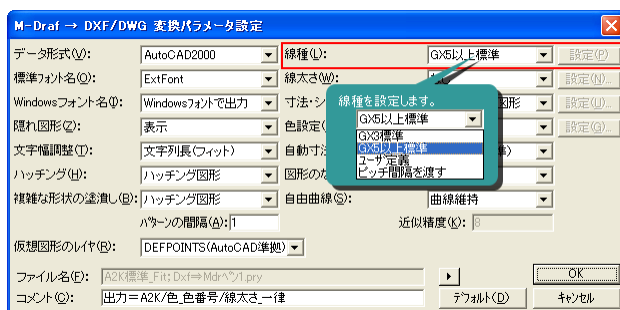 M-Draf → DXF/DWG 変換パラメータ設定
データ形式(V): AutoCAD2000 線種(L): GX5以上標準 設定(P)
標準フォント名(O): ExtFont 線太さ(W): 設定(N)...
Windowsフォント名(I): Windowsフォントで出力 寸法・シ 図形 設定(U)...
隠れ図形(Z): 表示 色設定( 設定(G)...
文字幅調整(T): 文字列長(フィット) 自動寸
ハッチング(H): ハッチング図形 図形のな
複雑な形状の塗潰し(B): ハッチング図形 自由曲線(S): 曲線維持
パターンの間隔(A): 1 近似精度(K): 8
仮想図形のレイヤ(R): DEFPOINTS(AutoCAD準拠)
線種を設定します。
GX5以上標準
GX3標準
GX5以上標準
ユーザ定義
ピッチ間隔を渡す
ファイル名(F): A2K標準_Fit; Dxf⇒Mdrヘ゜ン1.pry OK
コメント(C): 出力＝A2K/色_色番号/線太さ_一律 デフォルト(D) キャンセル